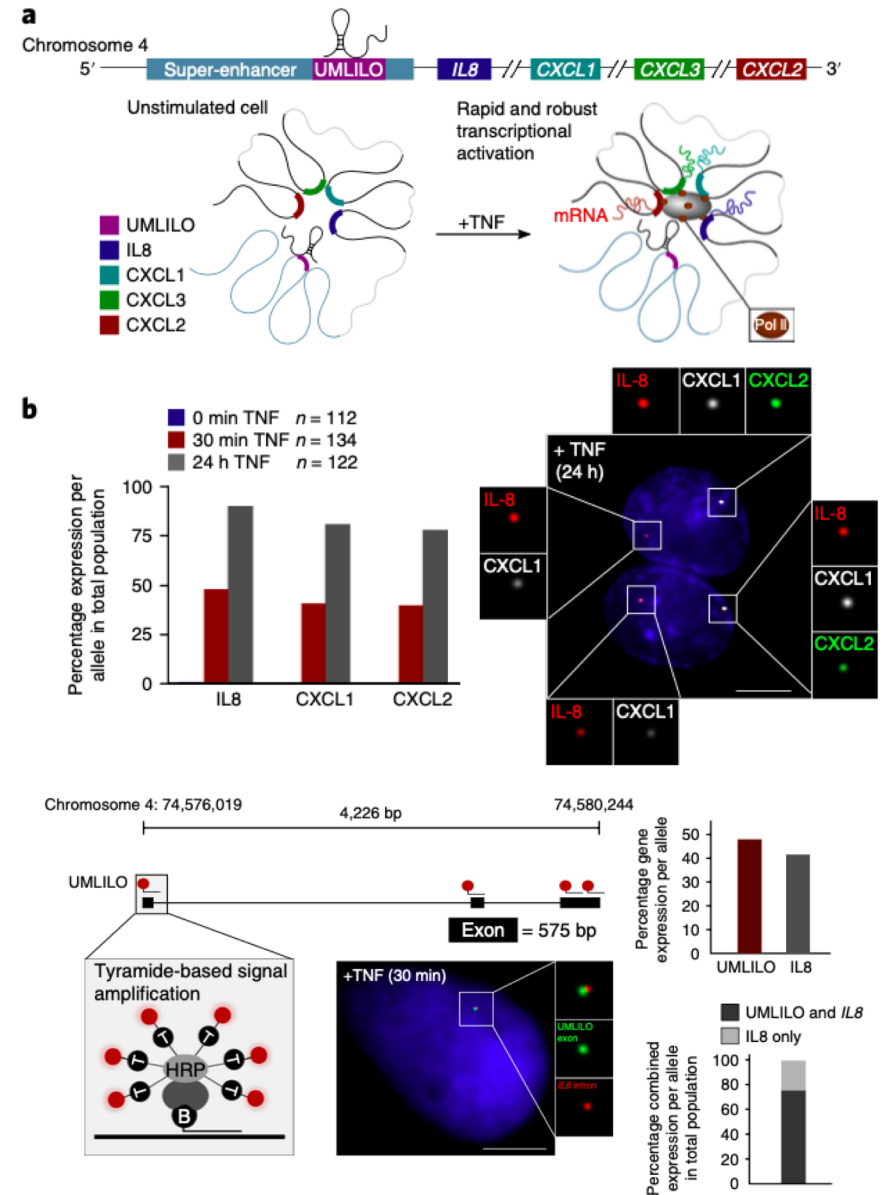 a
Chromosome 4
5′ Super-enhancer UMLILO IL8 // CXCL1 // CXCL3 // CXCL2 3′
Unstimulated cell
Rapid and robust
transcriptional
activation
UMLILO
IL8
CXCL1
CXCL3
CXCL2
+TNF
mRNA
Pol II
b
0 min TNF n = 112
30 min TNF n = 134
24 h TNF n = 122
Percentage expression per
allele in total population
100
75
50
25
0
IL8 CXCL1 CXCL2
IL-8 CXCL1 CXCL2
+ TNF
(24 h)
IL-8
CXCL1
IL-8
CXCL1
CXCL2
IL-8 CXCL1
Chromosome 4: 74,576,019 4,226 bp 74,580,244
UMLILO
Exon = 575 bp
Tyramide-based signal
amplification
T T
T T
HRP
T T
B
+TNF (30 min)
UMLILO
exon
IL8 intron
Percentage gene
expression per allele
50
40
30
20
10
0
UMLILO IL8
UMLILO and IL8
IL8 only
Percentage combined
expression per allele
in total population
100
80
60
40
20
0